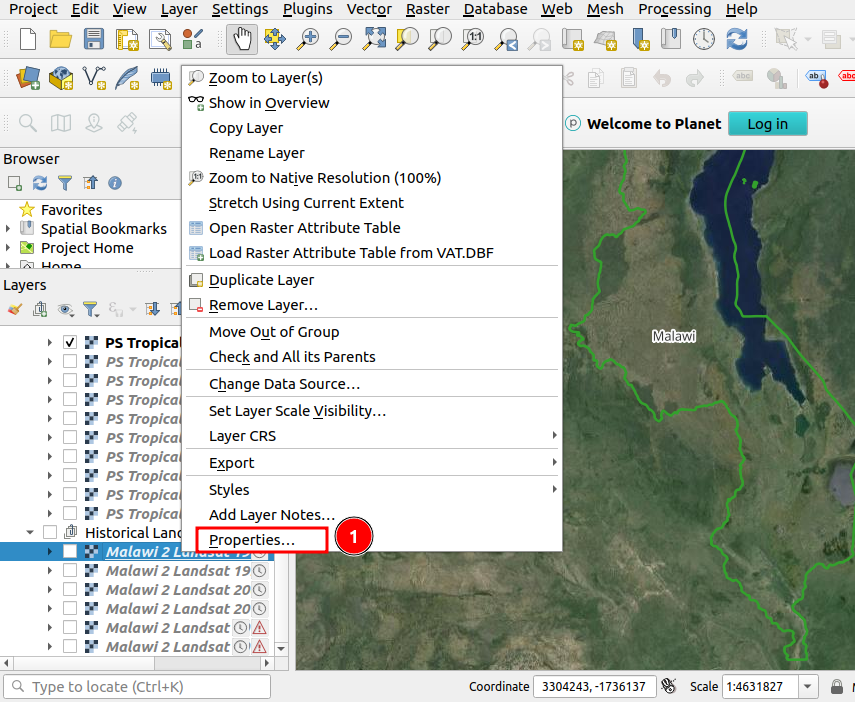 Project Edit View Layer Settings Plugins Vector Raster Database Web Mesh Processing Help
Zoom to Layer(s)
Show in Overview
Copy Layer
Rename Layer
Zoom to Native Resolution (100%)
Stretch Using Current Extent
Open Raster Attribute Table
Load Raster Attribute Table from VAT.DBF
Duplicate Layer
Remove Layer…
Move Out of Group
Check and All its Parents
Change Data Source…
Set Layer Scale Visibility…
Layer CRS
Export
Styles
Add Layer Notes…
Properties…
1
Welcome to Planet
Log in
Browser
Favorites
Spatial Bookmarks
Project Home
Home
Layers
PS Tropical
PS Tropical
PS Tropical
PS Tropical
PS Tropical
PS Tropical
PS Tropical
PS Tropical
PS Tropical
PS Tropical
Historical Land
Malawi 2 Landsat 19
Malawi 2 Landsat 19
Malawi 2 Landsat 20
Malawi 2 Landsat 20
Malawi 2 Landsat
Malawi 2 Landsat
Malawi
Type to locate (Ctrl+K)
Coordinate 3304243, -1736137
Scale 1:4631827